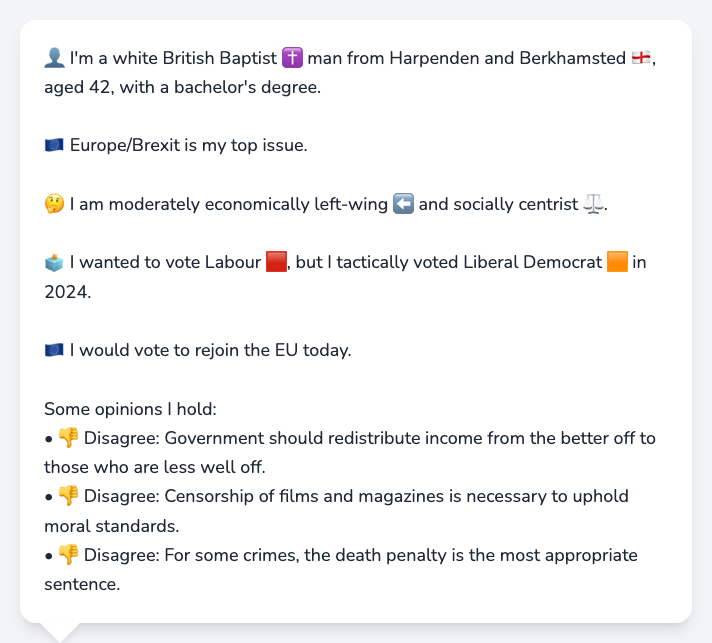 👤 I'm a white British Baptist ✝️ man from Harpenden and Berkhamsted 🏴󠁧󠁢󠁥󠁮󠁧󠁿,
aged 42, with a bachelor's degree.
🇪🇺 Europe/Brexit is my top issue.
🤔 I am moderately economically left-wing ⬅️ and socially centrist ⚖️.
🗳️ I wanted to vote Labour 🟥, but I tactically voted Liberal Democrat 🟧 in
2024.
🇪🇺 I would vote to rejoin the EU today.
Some opinions I hold:
• 👎 Disagree: Government should redistribute income from the better off to
those who are less well off.
• 👎 Disagree: Censorship of films and magazines is necessary to uphold
moral standards.
• 👎 Disagree: For some crimes, the death penalty is the most appropriate
sentence.